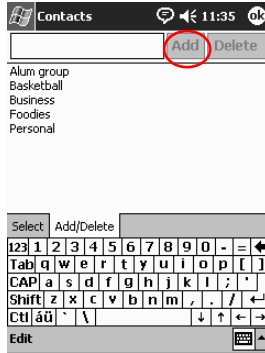 Contacts 11:35 ok
Add Delete
Alum group
Basketball
Business
Foodies
Personal
Select Add/Delete
123 1 2 3 4 5 6 7 8 9 0 - =
Tab q w e r t y u i o p [ ]
CAP a s d f g h j k l ; '
Shift z x c v b n m , . /
Ctl áü ` \
Edit